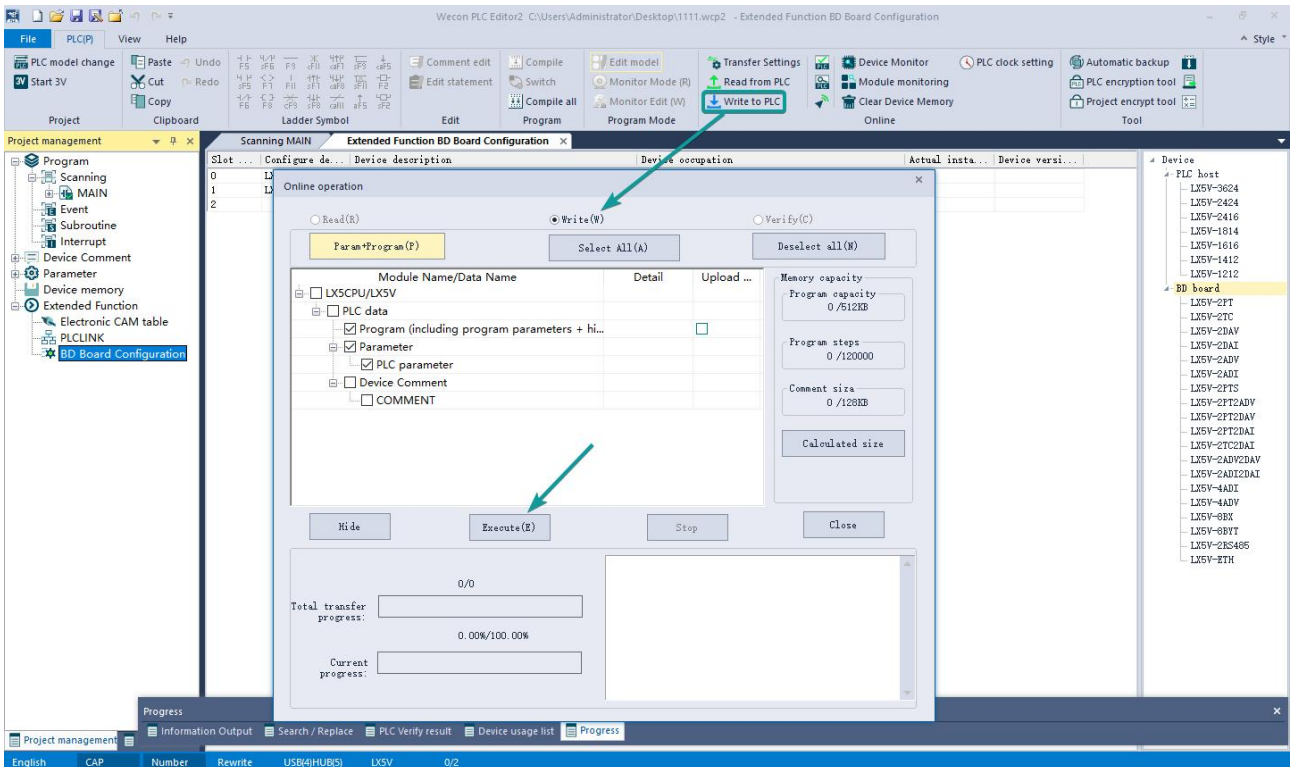 Wecon PLC Editor2 C:\Users\Administrator\Desktop\1111.wcp2 - Extended Function BD Board Configuration
File PLC(P) View Help Style
PLC model change Paste Undo Comment edit Compile Edit model Transfer Settings Device Monitor PLC clock setting Automatic backup
Start 3V Cut Redo Edit statement Switch Monitor Mode (R) Read from PLC Module monitoring PLC encryption tool
Copy Compile all Monitor Edit (W) Write to PLC Clear Device Memory Project encrypt tool
Project Clipboard Ladder Symbol Edit Program Program Mode Online Tool
Project management
Scanning MAIN Extended Function BD Board Configuration
Slot ... Configure de... Device description Device occupation Actual insta... Device versi...
0
1
2
Program
Scanning
MAIN
Event
Subroutine
Interrupt
Device Comment
Parameter
Device memory
Extended Function
Electronic CAM table
PLCLINK
BD Board Configuration
Online operation
Read(R) Write(W) Verify(C)
Param+Program(P) Select All(A) Deselect all(N)
Module Name/Data Name Detail Upload ...
LX5CPU/LX5V
PLC data
Program (including program parameters + hi...
Parameter
PLC parameter
Device Comment
COMMENT
Memory capacity
Program capacity
0 /512KB
Program steps
0 /120000
Comment siza
0 /128KB
Calculated size
Hide Execute(E) Stop Close
0/0
Total transfer
progress:
0.00%/100.00%
Current
progress:
Device
PLC host
LX5V-3624
LX5V-2424
LX5V-2416
LX5V-1814
LX5V-1616
LX5V-1412
LX5V-1212
BD board
LX5V-2PT
LX5V-2TC
LX5V-2DAV
LX5V-2DAI
LX5V-2ADV
LX5V-2ADI
LX5V-2PTS
LX5V-2PT2ADV
LX5V-2PT2DAV
LX5V-2PT2DAI
LX5V-2TC2DAI
LX5V-2ADV2DAV
LX5V-2ADI2DAI
LX5V-4ADI
LX5V-4ADV
LX5V-8BX
LX5V-8BYT
LX5V-2RS485
LX5V-ETH
Progress
Information Output Search / Replace PLC Verify result Device usage list Progress
Project management
English CAP Number Rewrite USB(4)HUB(5) LX5V 0/2